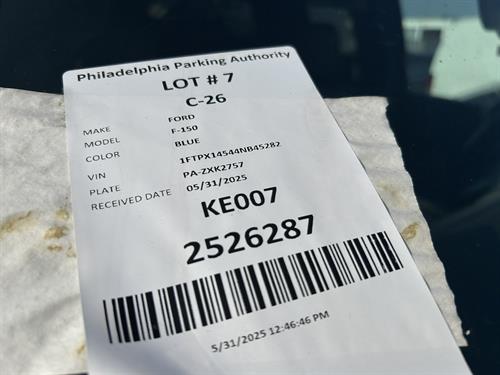 Philadelphia Parking Authority
LOT # 7
C-26
MAKE FORD
MODEL F-150
COLOR BLUE
VIN 1FTPX14544NB45282
PLATE PA-ZXK2757
RECEIVED DATE 05/31/2025
KE007
2526287
5/31/2025 12:46:46 PM